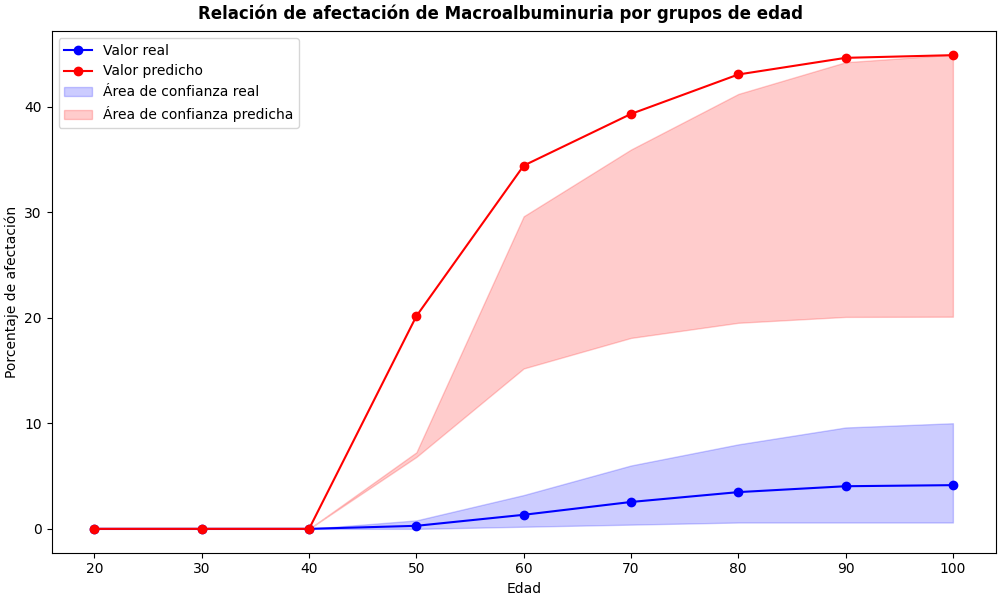 Relación de afectación de Macroalbuminuria por grupos de edad
Valor real
Valor predicho
Área de confianza real
Área de confianza predicha
Porcentaje de afectación
40
30
20
10
0
20 30 40 50 60 70 80 90 100
Edad